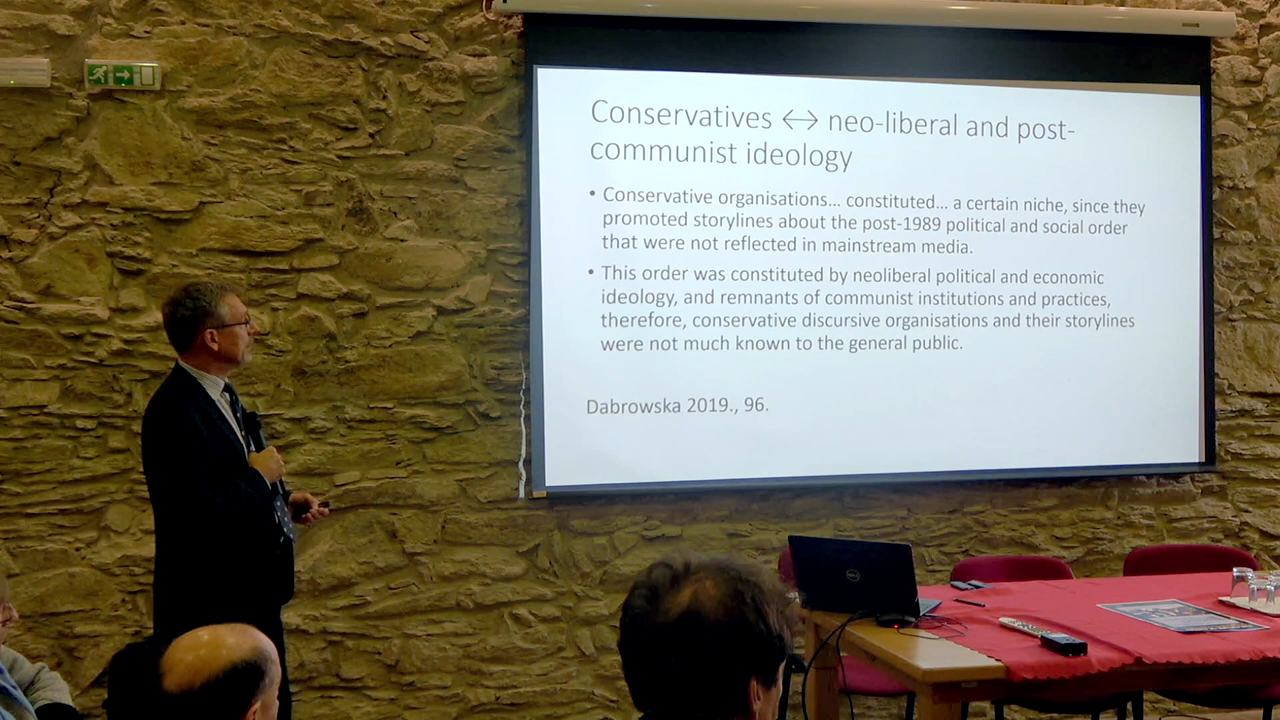 Conservatives ↔ neo-liberal and post-
communist ideology
• Conservative organisations... constituted... a certain niche, since they
promoted storylines about the post-1989 political and social order
that were not reflected in mainstream media.
• This order was constituted by neoliberal political and economic
ideology, and remnants of communist institutions and practices,
therefore, conservative discursive organisations and their storylines
were not much known to the general public.
Dabrowska 2019., 96.
DELL